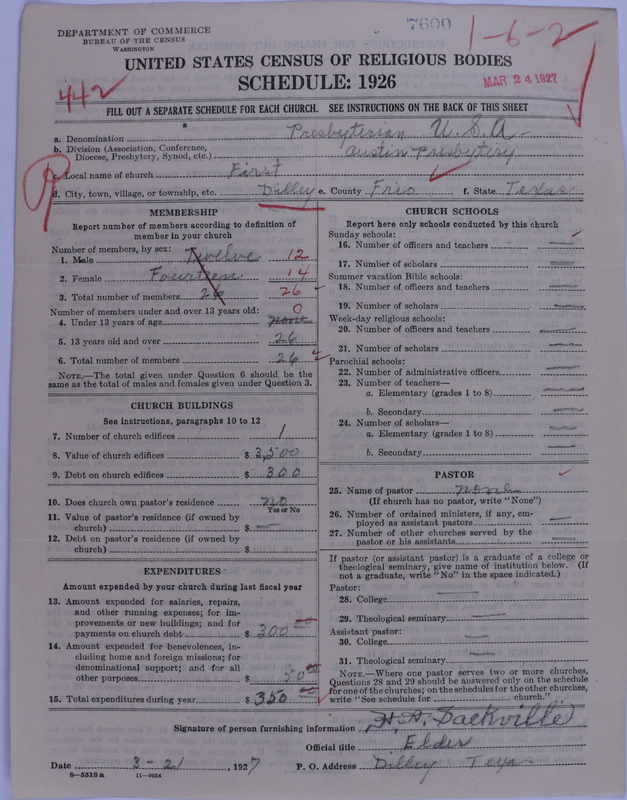 DEPARTMENT OF COMMERCE
BUREAU OF THE CENSUS
WASHINGTON
7600
1-6-2
UNITED STATES CENSUS OF RELIGIOUS BODIES
SCHEDULE: 1926
MAR 24 1927
442
FILL OUT A SEPARATE SCHEDULE FOR EACH CHURCH. SEE INSTRUCTIONS ON THE BACK OF THIS SHEET
a. Denomination Presbyterian U.S.A.
b. Division (Association, Conference, Diocese, Presbytery, Synod, etc.) Austin Presbytery
c. Local name of church First
d. City, town, village, or township, etc. Dilley e. County Frio f. State Texas
MEMBERSHIP
Report number of members according to definition of
member in your church
Number of members, by sex:
1. Male Twelve 12
2. Female Fourteen 14
3. Total number of members 26 26
Number of members under and over 13 years old: 0
4. Under 13 years of age None
5. 13 years old and over 26
6. Total number of members 26
NOTE.—The total given under Question 6 should be the
same as the total of males and females given under Question 3.
CHURCH BUILDINGS
See instructions, paragraphs 10 to 12
7. Number of church edifices 1
8. Value of church edifices $ 3,500
9. Debt on church edifices $ 300
10. Does church own pastor's residence no
Yes or No
11. Value of pastor's residence (if owned by
church) $ —
12. Debt on pastor's residence (if owned by
church) $
EXPENDITURES
Amount expended by your church during last fiscal year
13. Amount expended for salaries, repairs,
and other running expenses; for im-
provements or new buildings; and for
payments on church debt $ 300 00
14. Amount expended for benevolences, in-
cluding home and foreign missions; for
denominational support; and for all
other purposes $ 50 00
15. Total expenditures during year $ 350 00
CHURCH SCHOOLS
Report here only schools conducted by this church
Sunday schools:
16. Number of officers and teachers —
17. Number of scholars —
Summer vacation Bible schools:
18. Number of officers and teachers —
19. Number of scholars —
Week-day religious schools:
20. Number of officers and teachers —
21. Number of scholars —
Parochial schools:
22. Number of administrative officers —
23. Number of teachers—
a. Elementary (grades 1 to 8) —
b. Secondary —
24. Number of scholars—
a. Elementary (grades 1 to 8) —
b. Secondary —
PASTOR
25. Name of pastor None
(If church has no pastor, write "None")
26. Number of ordained ministers, if any, em-
ployed as assistant pastors —
27. Number of other churches served by the
pastor or his assistants —
If pastor (or assistant pastor) is a graduate of a college or
theological seminary, give name of institution below. (If
not a graduate, write "No" in the space indicated.)
Pastor:
28. College —
29. Theological seminary —
Assistant pastor:
30. College —
31. Theological seminary —
NOTE.—Where one pastor serves two or more churches,
Questions 28 and 29 should be answered only on the schedule
for one of the churches; on the schedules for the other churches,
write "See schedule for church."
Signature of person furnishing information H. A. Sackville
Official title Elder
Date 3-21, 1927 P. O. Address Dilley Texas
8—5518 a 11—9034